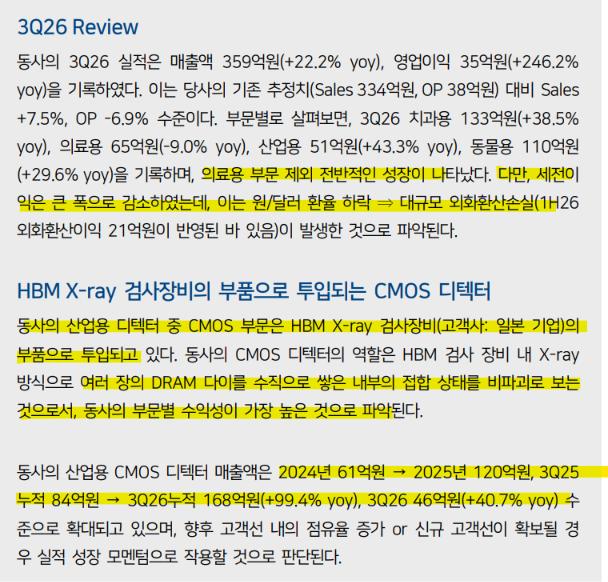 3Q26 Review
동사의 3Q26 실적은 매출액 359억원(+22.2% yoy), 영업이익 35억원(+246.2%
yoy)을 기록하였다. 이는 당사의 기존 추정치(Sales 334억원, OP 38억원) 대비 Sales
+7.5%, OP -6.9% 수준이다. 부문별로 살펴보면, 3Q26 치과용 133억원(+38.5%
yoy), 의료용 65억원(-9.0% yoy), 산업용 51억원(+43.3% yoy), 동물용 110억원
(+29.6% yoy)을 기록하며, 의료용 부문 제외 전반적인 성장이 나타났다. 다만, 세전이
익은 큰 폭으로 감소하였는데, 이는 원/달러 환율 하락 ⇒ 대규모 외화환산손실(1H26
외화환산이익 21억원이 반영된 바 있음)이 발생한 것으로 파악된다.
HBM X-ray 검사장비의 부품으로 투입되는 CMOS 디텍터
동사의 산업용 디텍터 중 CMOS 부문은 HBM X-ray 검사장비(고객사: 일본 기업)의
부품으로 투입되고 있다. 동사의 CMOS 디텍터의 역할은 HBM 검사 장비 내 X-ray
방식으로 여러 장의 DRAM 다이를 수직으로 쌓은 내부의 접합 상태를 비파괴로 보는
것으로서, 동사의 부문별 수익성이 가장 높은 것으로 파악된다.
동사의 산업용 CMOS 디텍터 매출액은 2024년 61억원 → 2025년 120억원, 3Q25
누적 84억원 → 3Q26누적 168억원(+99.4% yoy), 3Q26 46억원(+40.7% yoy) 수
준으로 확대되고 있으며, 향후 고객선 내의 점유율 증가 or 신규 고객선이 확보될 경
우 실적 성장 모멘텀으로 작용할 것으로 판단된다.